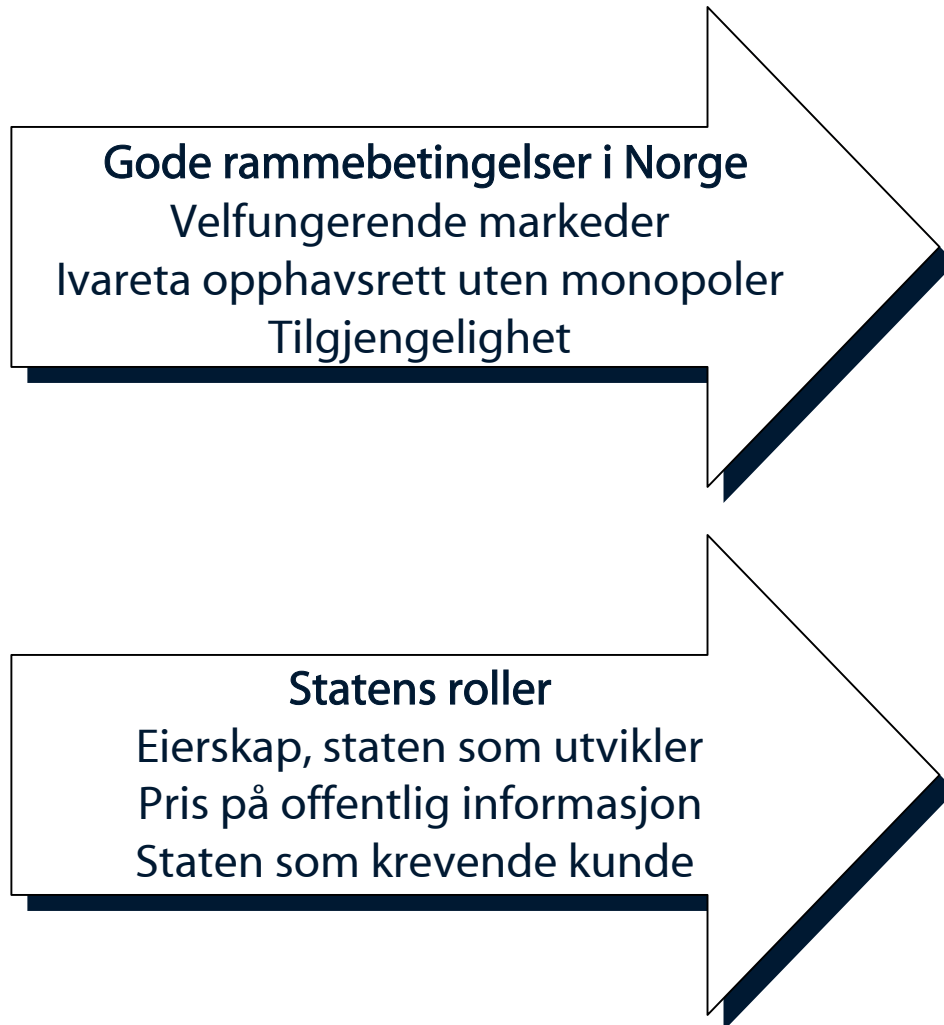 Gode rammebetingelser i Norge
Velfungerende markeder
Ivareta opphavsrett uten monopoler
Tilgjengelighet
Statens roller
Eierskap, staten som utvikler
Pris på offentlig informasjon
Staten som krevende kunde